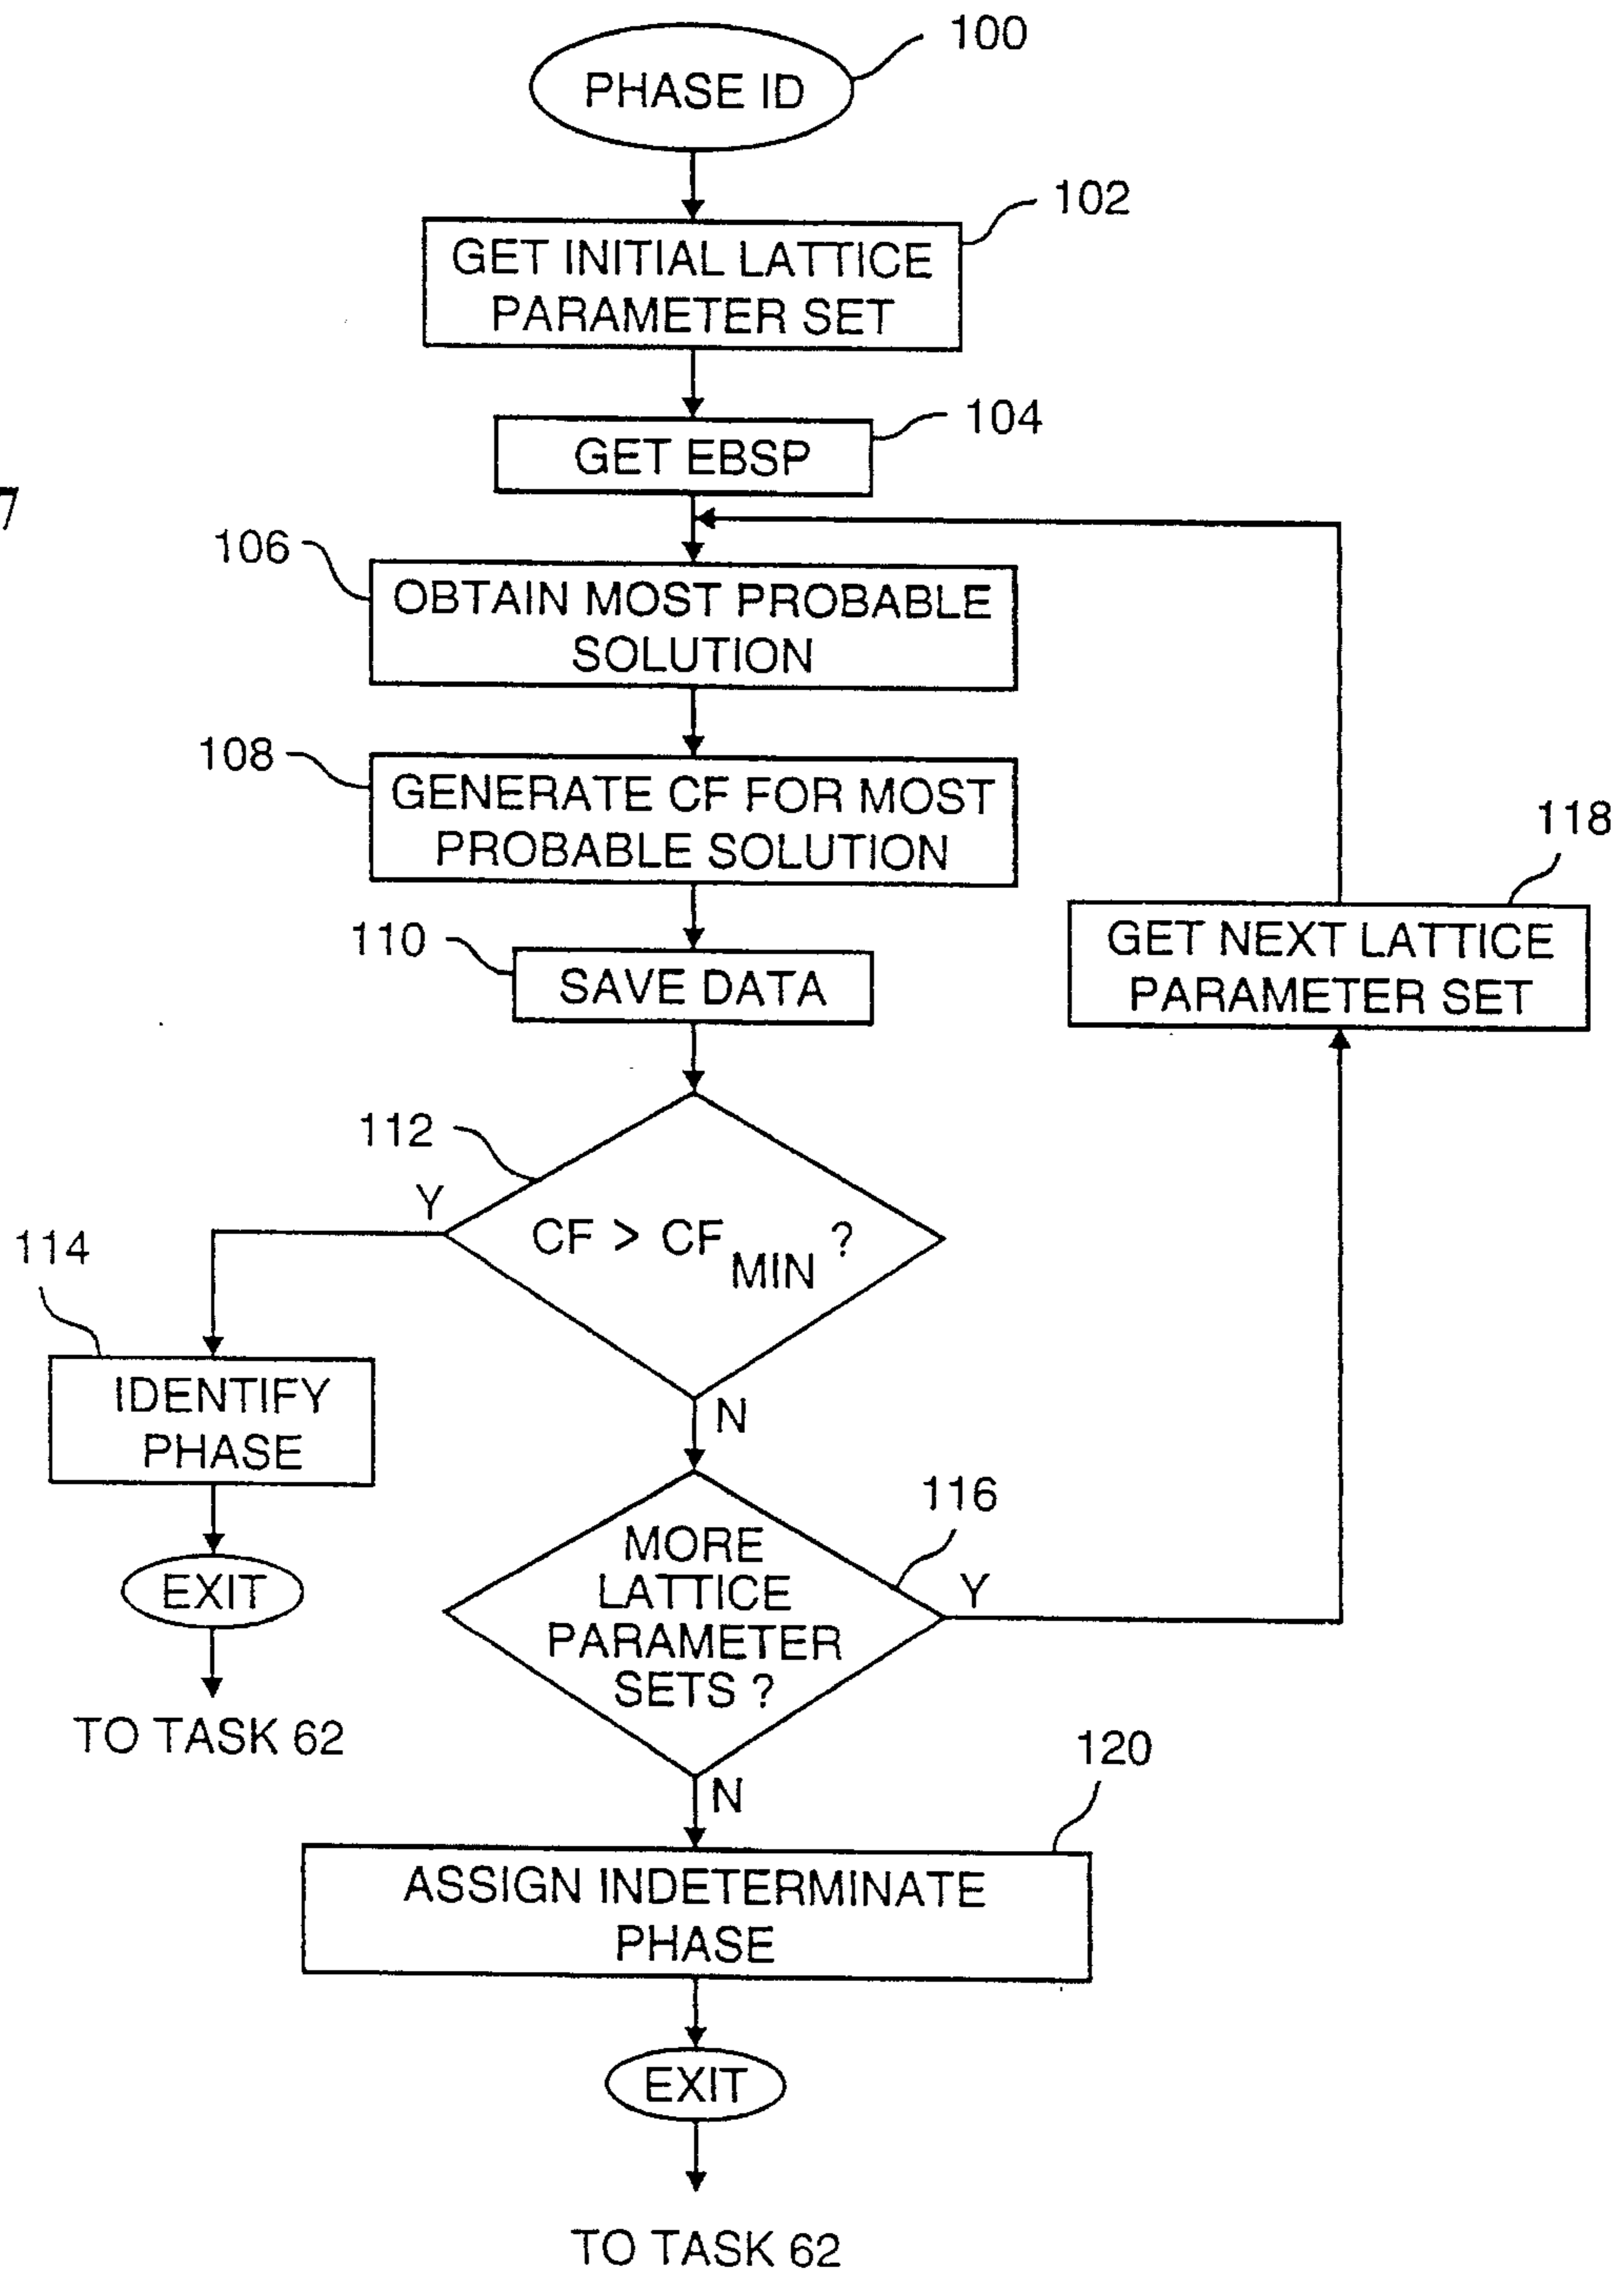 100
PHASE ID
102
GET INITIAL LATTICE
PARAMETER SET
104
GET EBSP
7
106
OBTAIN MOST PROBABLE
SOLUTION
108
GENERATE CF FOR MOST
PROBABLE SOLUTION
118
GET NEXT LATTICE
PARAMETER SET
110
SAVE DATA
112
Y
CF > CF MIN ?
114
IDENTIFY
PHASE
N
EXIT
TO TASK 62
116
MORE
LATTICE
PARAMETER
SETS ?
Y
N
120
ASSIGN INDETERMINATE
PHASE
EXIT
TO TASK 62